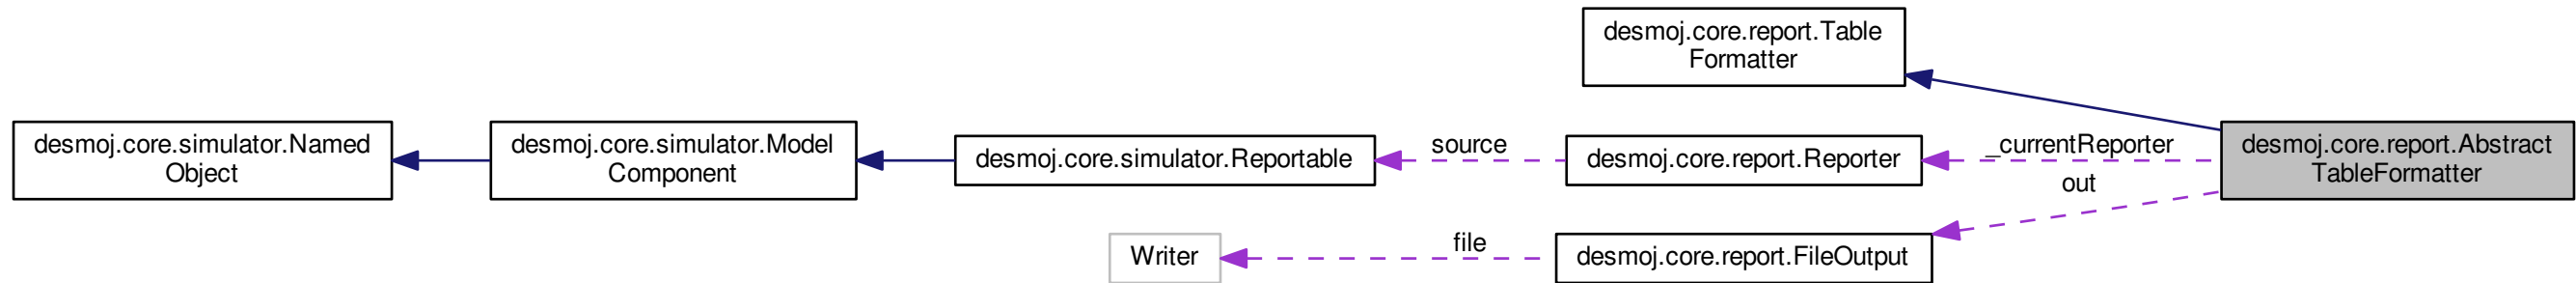 desmoj.core.report.Table
Formatter
desmoj.core.simulator.Named
Object
desmoj.core.simulator.Model
Component
desmoj.core.simulator.Reportable
source
desmoj.core.report.Reporter
_currentReporter
desmoj.core.report.Abstract
TableFormatter
out
Writer
file
desmoj.core.report.FileOutput